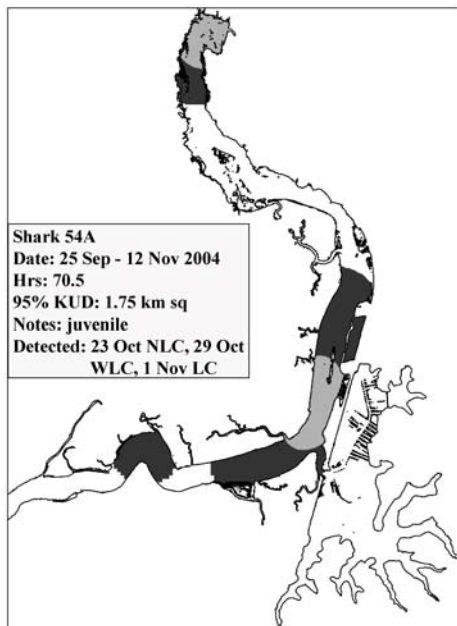 Shark 54A
Date: 25 Sep - 12 Nov 2004
Hrs: 70.5
95% KUD: 1.75 km sq
Notes: juvenile
Detected: 23 Oct NLC, 29 Oct
WLC, 1 Nov LC